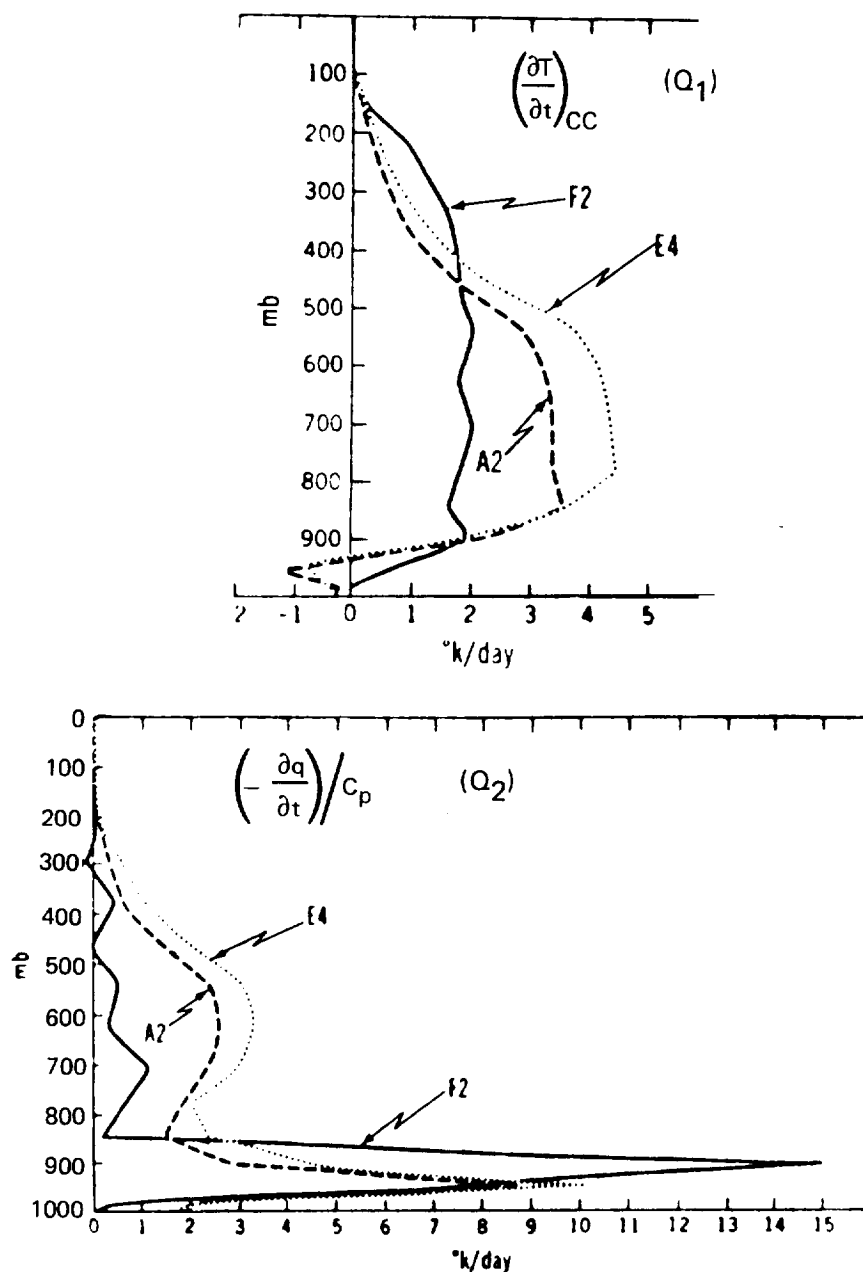 (∂T/∂t)CC (Q1)
100
200
300
400
500
600
700
800
900
mb
F2
E4
A2
2 -1 0 1 2 3 4 5
°k/day
(- ∂q/∂t)/Cp (Q2)
0
100
200
300
400
500
600
700
800
900
1000
mb
E4
A2
F2
0 1 2 3 4 5 6 7 8 9 10 11 12 13 14 15
°k/day